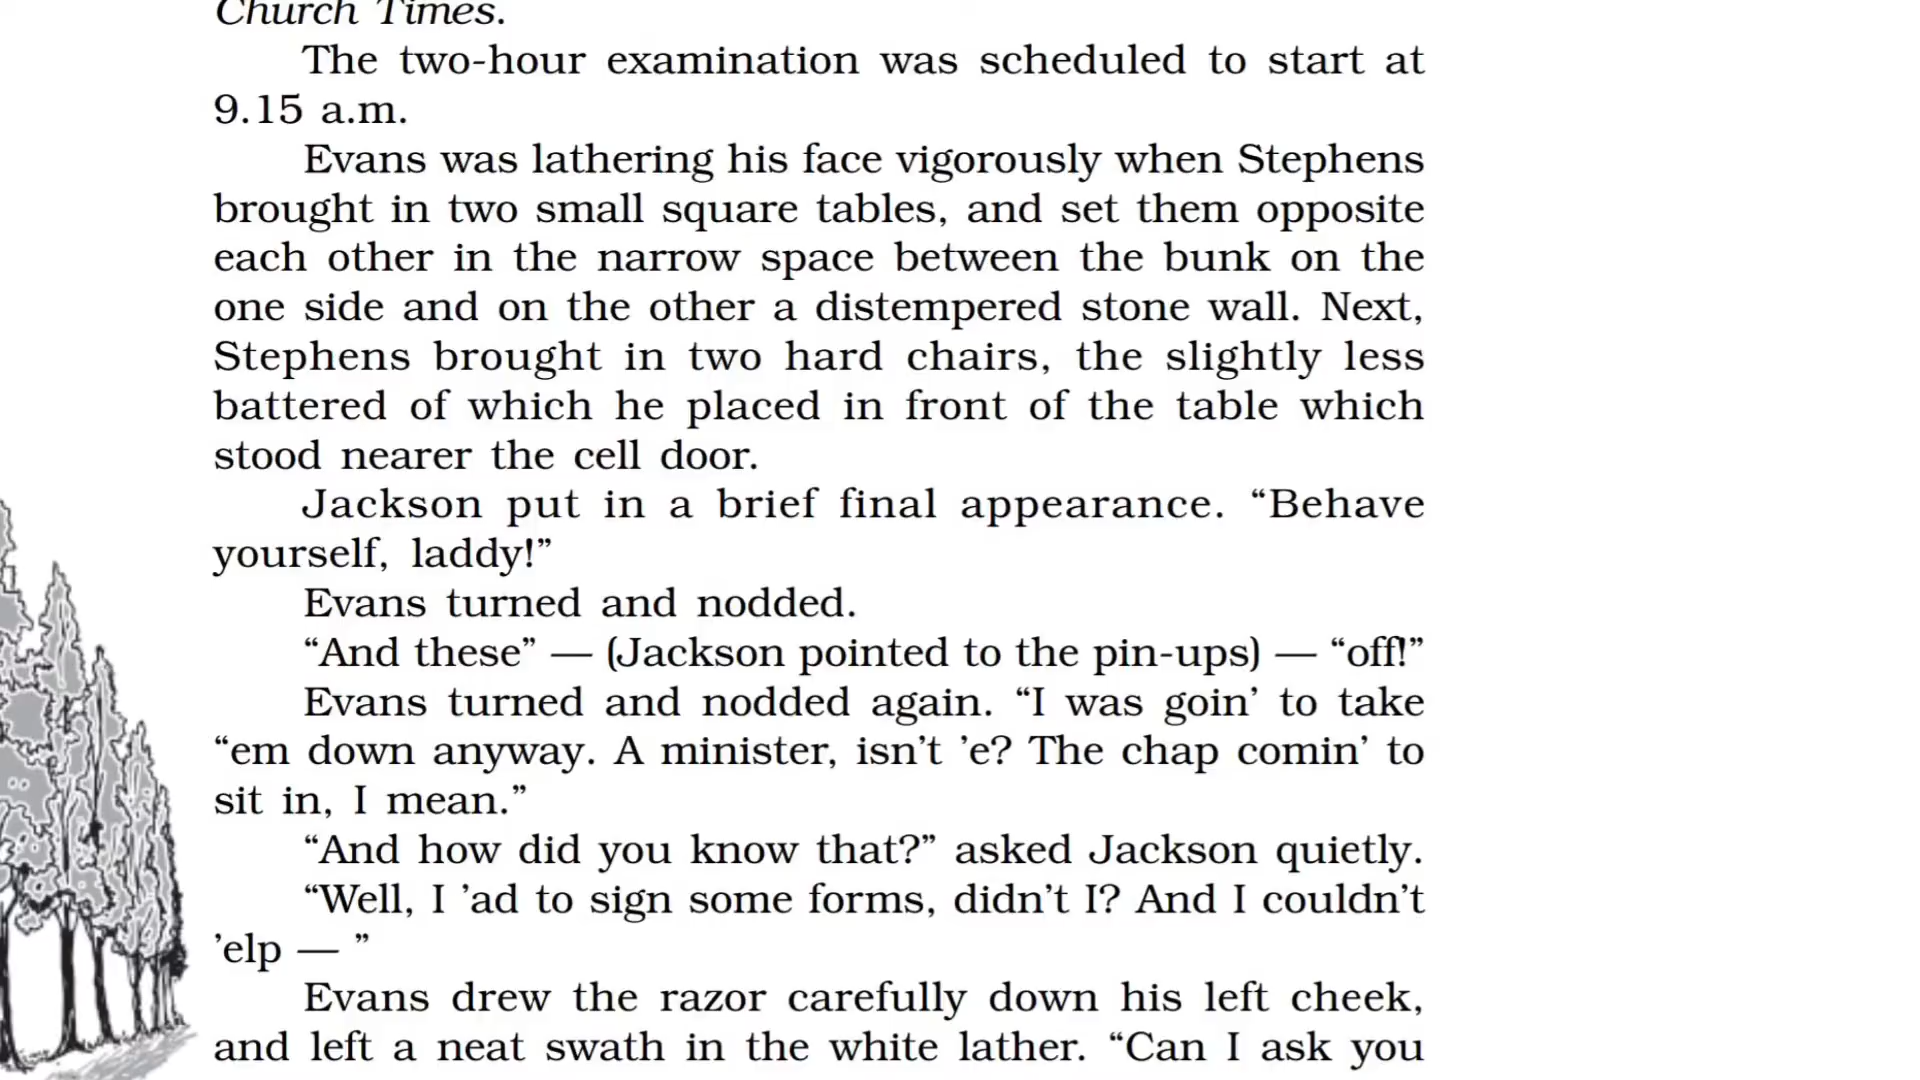 Church Times.
The two-hour examination was scheduled to start at
9.15 a.m.
Evans was lathering his face vigorously when Stephens
brought in two small square tables, and set them opposite
each other in the narrow space between the bunk on the
one side and on the other a distempered stone wall. Next,
Stephens brought in two hard chairs, the slightly less
battered of which he placed in front of the table which
stood nearer the cell door.
Jackson put in a brief final appearance. “Behave
yourself, laddy!”
Evans turned and nodded.
“And these” — (Jackson pointed to the pin-ups) — “off!”
Evans turned and nodded again. “I was goin’ to take
“em down anyway. A minister, isn’t ’e? The chap comin’ to
sit in, I mean.”
“And how did you know that?” asked Jackson quietly.
“Well, I ’ad to sign some forms, didn’t I? And I couldn’t
’elp — ”
Evans drew the razor carefully down his left cheek,
and left a neat swath in the white lather. “Can I ask you